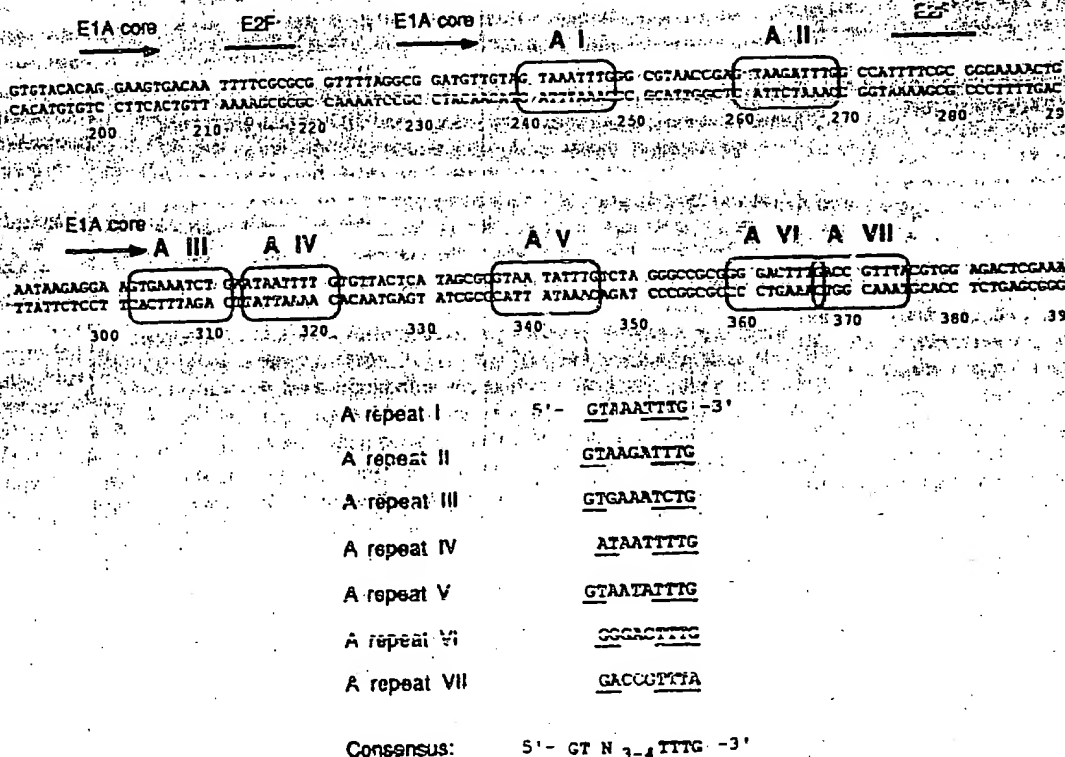 E1A core E2F E1A core A I A II E2F
GTGTACACAG GAAGTGACAA TTTTCGCGCG GTTTTAGGCG GATGTTGTAG TAAATTTGGG CGTAACCGAG TAAGATTTGG CCATTTTCGC GGGAAAACTG
CACATGTGTC CTTCACTGTT AAAAGCGCGC CAAAATCCGC CTACAACATC ATTTAAACCC GCATTGGCTC ATTCTAAACC GGTAAAAGCG CCCTTTTGAC
200 210 220 230 240 250 260 270 280 29
E1A core A III A IV A V A VI A VII
AATAAGAGGA AGTGAAATCT GAATAATTTT GTGTTACTCA TAGCGCGTAA TATTTGTCTA GGGCCGCGGG GACTTTGACC GTTTACGTGG AGACTCGAAA
TTATTCTCCT TCACTTTAGA CTTATTAAAA CACAATGAGT ATCGCGCATT ATAAACAGAT CCCGGCGCCC CTGAAACTGG CAAATGCACC TCTGAGCGGG
300 310 320 330 340 350 360 370 380 39
A repeat I 5'- GTAAATTTG -3'
A repeat II GTAAGATTTG
A repeat III GTGAAATCTG
A repeat IV ATAATTTTG
A repeat V GTAATATTTG
A repeat VI GGGACTTTG
A repeat VII GACCGTTTA
Consensus: 5'- GT N 3-4 TTTG -3'